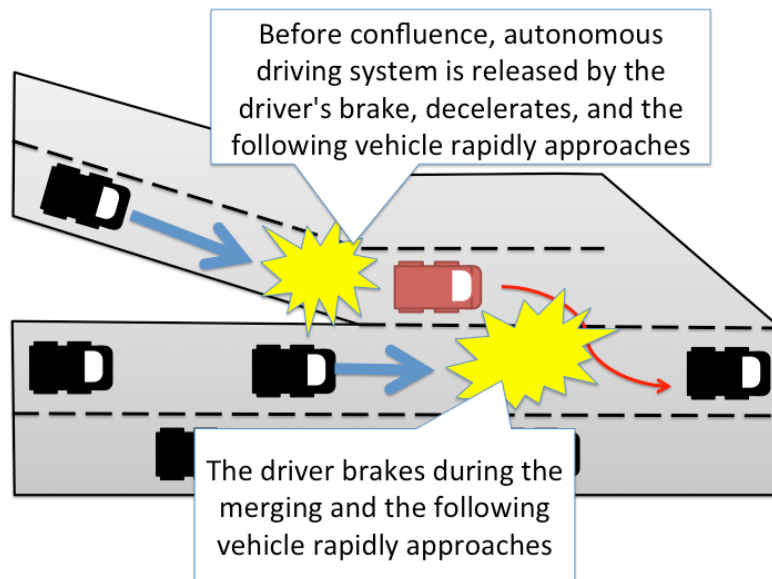 Before confluence, autonomous
driving system is released by the
driver's brake, decelerates, and the
following vehicle rapidly approaches
The driver brakes during the
merging and the following
vehicle rapidly approaches